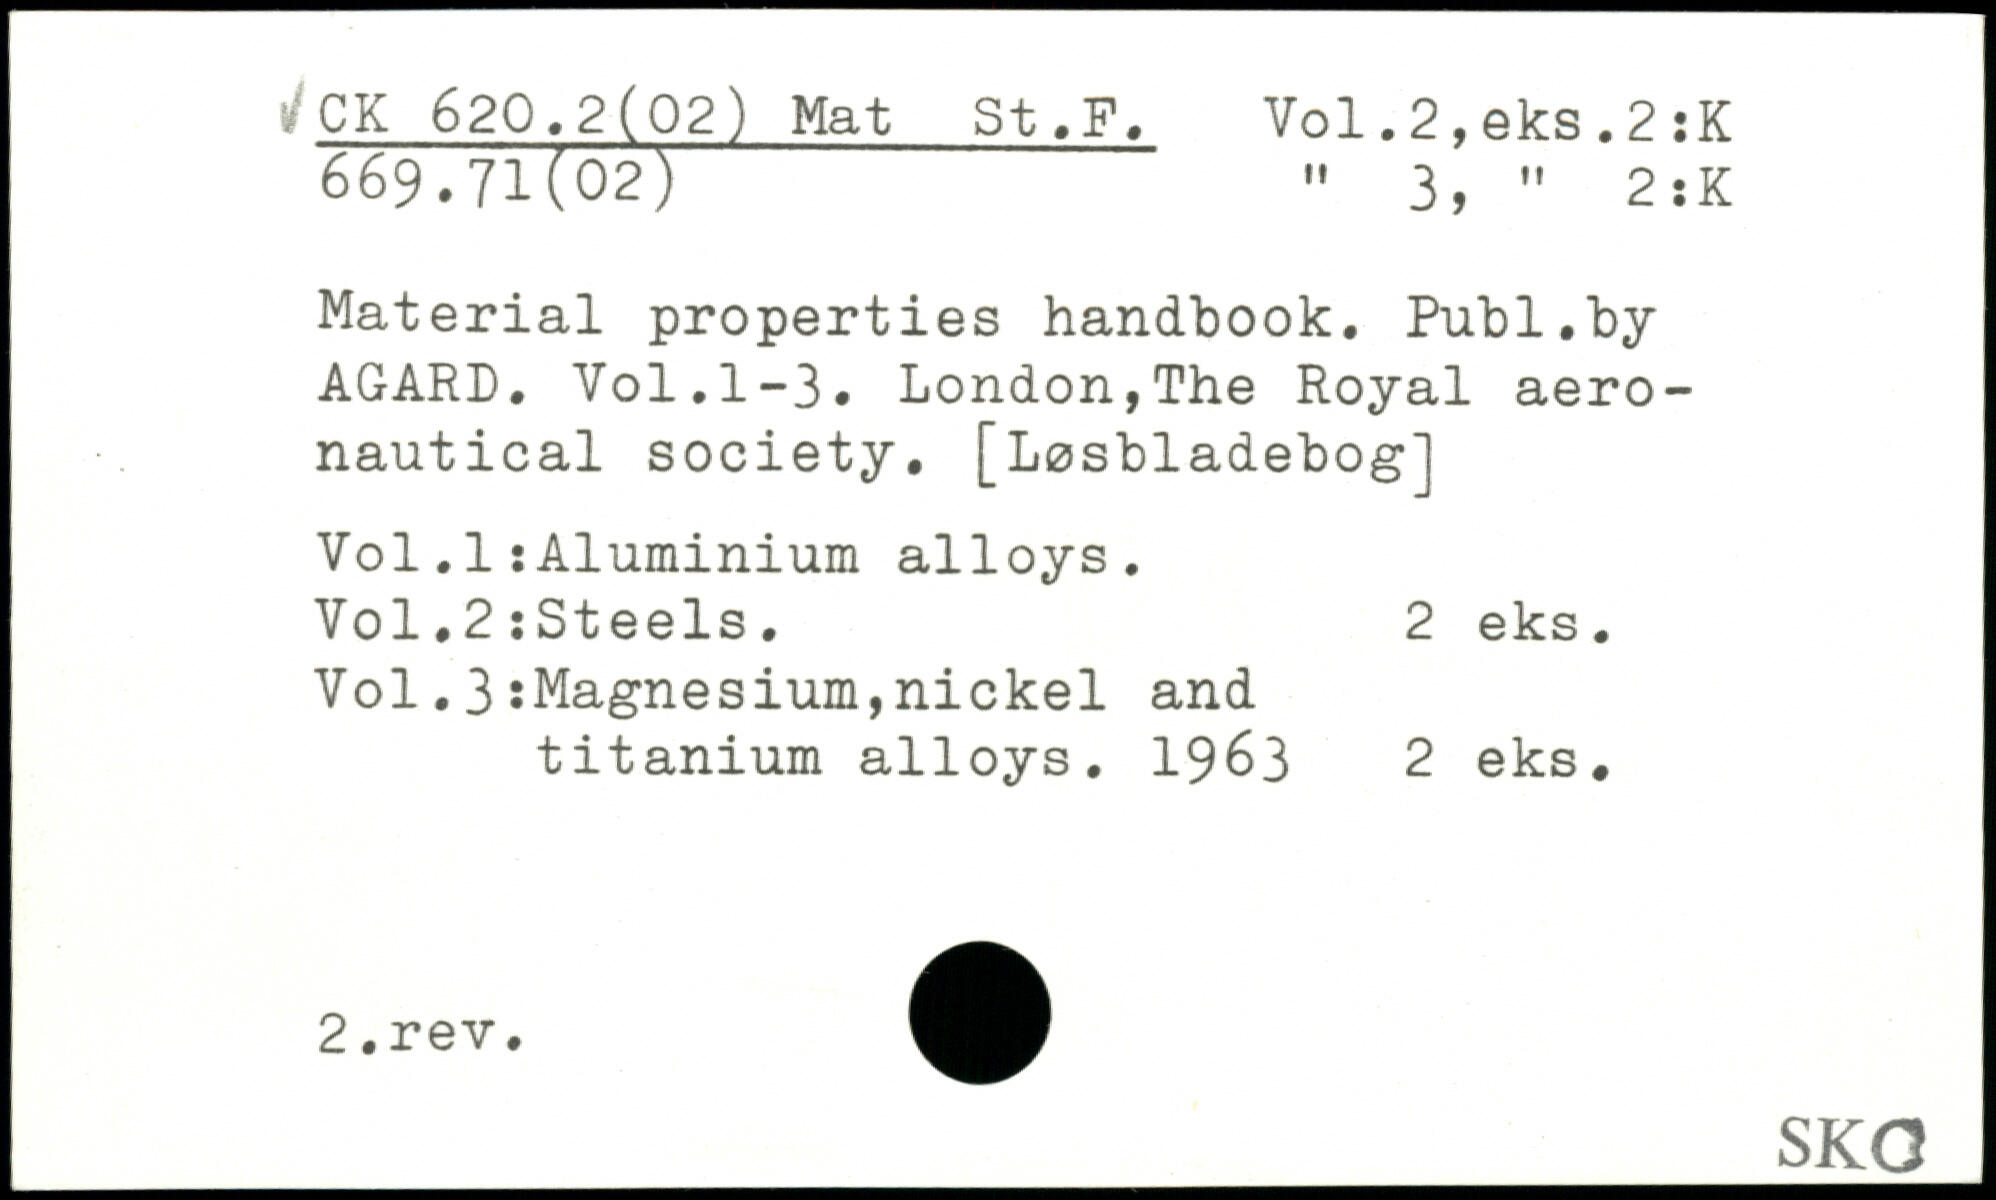 CK 620.2(02) Mat St.F. Vol.2,eks.2:K
669.71(02) " 3, " 2:K
Material properties handbook. Publ.by
AGARD. Vol.1-3. London,The Royal aero-
nautical society. [Løsbladebog]
Vol.1:Aluminium alloys.
Vol.2:Steels. 2 eks.
Vol.3:Magnesium,nickel and
titanium alloys. 1963 2 eks.
2.rev.